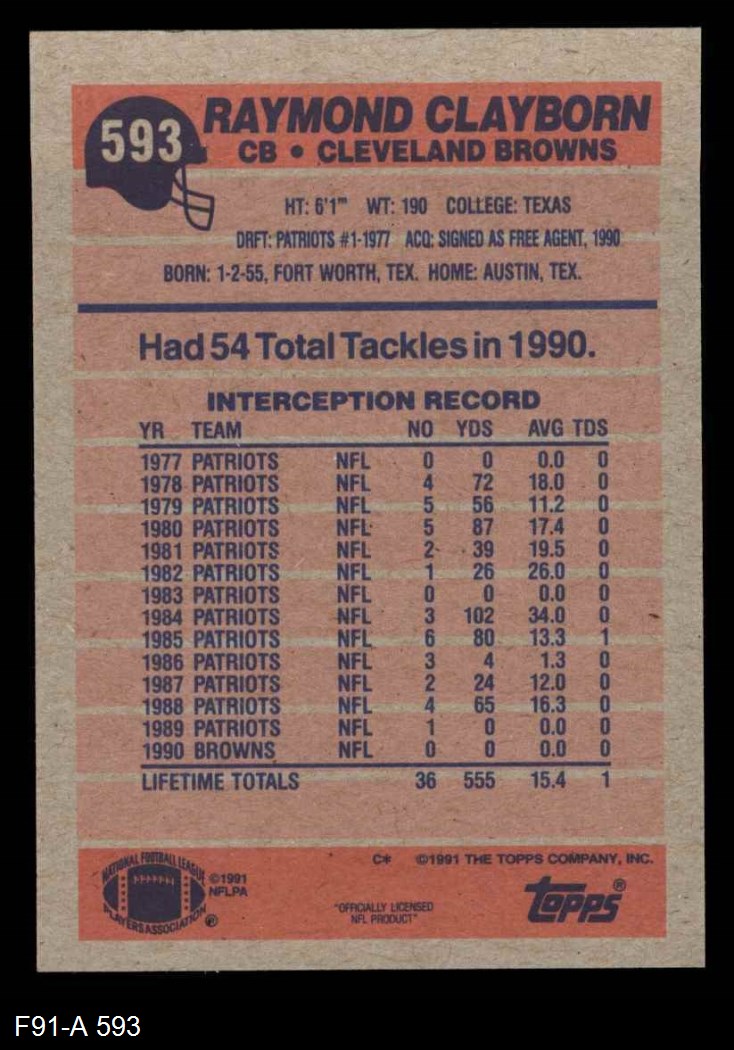 593
RAYMOND CLAYBORN
CB • CLEVELAND BROWNS
HT: 6'1" WT: 190 COLLEGE: TEXAS
DRFT: PATRIOTS #1-1977 ACQ: SIGNED AS FREE AGENT, 1990
BORN: 1-2-55, FORT WORTH, TEX. HOME: AUSTIN, TEX.
Had 54 Total Tackles in 1990.
INTERCEPTION RECORD
YR TEAM NO YDS AVG TDS
1977 PATRIOTS NFL 0 0 0.0 0
1978 PATRIOTS NFL 4 72 18.0 0
1979 PATRIOTS NFL 5 56 11.2 0
1980 PATRIOTS NFL 5 87 17.4 0
1981 PATRIOTS NFL 2 39 19.5 0
1982 PATRIOTS NFL 1 26 26.0 0
1983 PATRIOTS NFL 0 0 0.0 0
1984 PATRIOTS NFL 3 102 34.0 0
1985 PATRIOTS NFL 6 80 13.3 1
1986 PATRIOTS NFL 3 4 1.3 0
1987 PATRIOTS NFL 2 24 12.0 0
1988 PATRIOTS NFL 4 65 16.3 0
1989 PATRIOTS NFL 1 0 0.0 0
1990 BROWNS NFL 0 0 0.0 0
LIFETIME TOTALS 36 555 15.4 1
C* ©1991 THE TOPPS COMPANY, INC.
NATIONAL FOOTBALL LEAGUE
PLAYERS ASSOCIATION
©1991
NFLPA
"OFFICIALLY LICENSED
NFL PRODUCT"
Topps®
F91-A 593